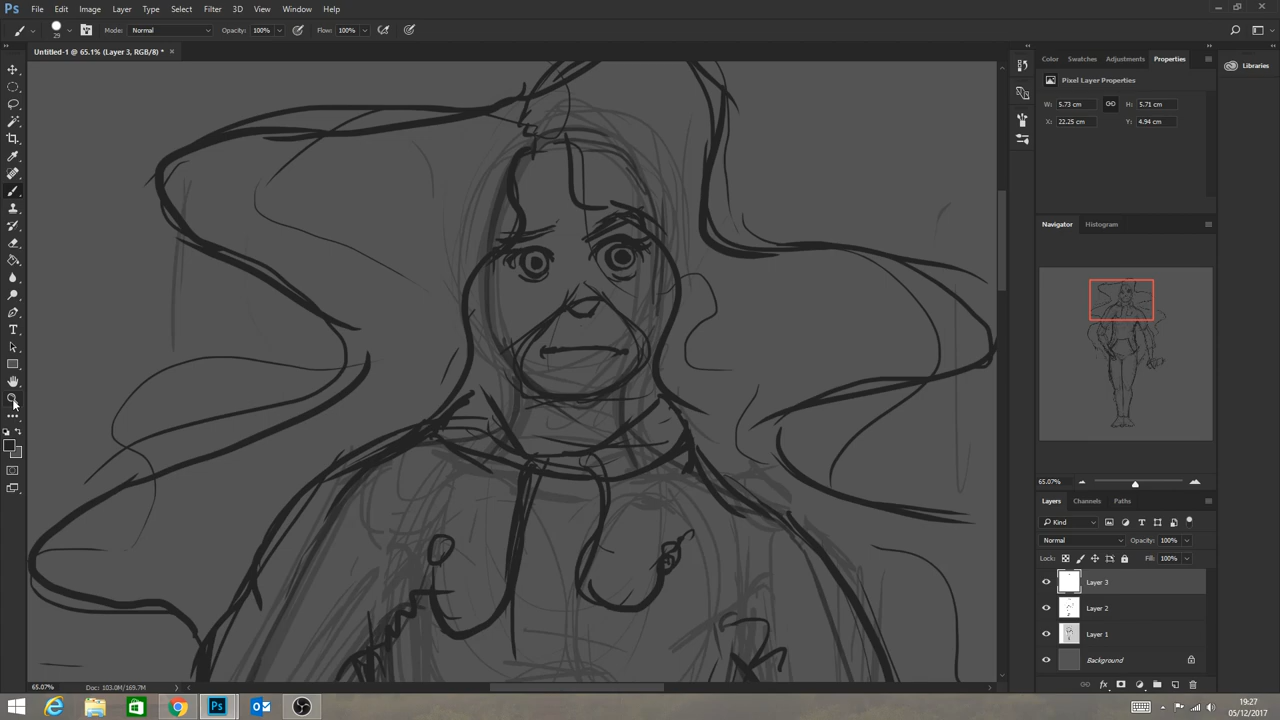 Ps File Edit Image Layer Type Select Filter 3D View Window Help
29 Mode: Normal Opacity: 100% Flow: 100%
Untitled-1 @ 65.1% (Layer 3, RGB/8) * ×
Color Swatches Adjustments Properties
Libraries
Pixel Layer Properties
W: 5.73 cm H: 5.71 cm
X: 22.25 cm Y: 4.94 cm
Navigator Histogram
65.07%
Layers Channels Paths
Kind
Normal Opacity: 100%
Lock: Fill: 100%
Layer 3
Layer 2
Layer 1
Background
fx
65.07% Doc: 103.0M/169.7M
Ps
19:27
05/12/2017